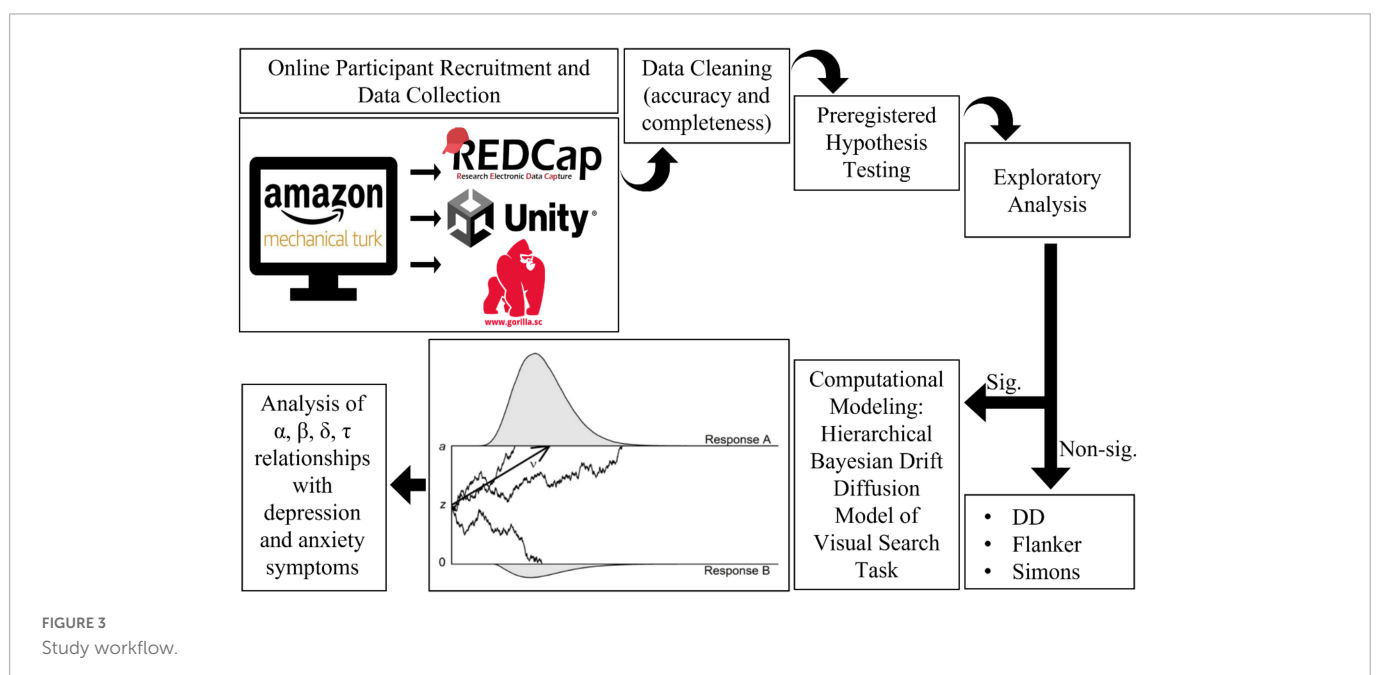 Online Participant Recruitment and
Data Collection
amazon
mechanical turk
REDCap
Research Electronic Data Capture
Unity®
www.gorilla.sc
Data Cleaning
(accuracy and
completeness)
Preregistered
Hypothesis
Testing
Exploratory
Analysis
Sig.
Non-sig.
• DD
• Flanker
• Simons
Computational
Modeling:
Hierarchical
Bayesian Drift
Diffusion
Model of
Visual Search
Task
Response A
a
v
z
0
Response B
Analysis of
α, β, δ, τ
relationships
with
depression
and anxiety
symptoms
FIGURE 3
Study workflow.